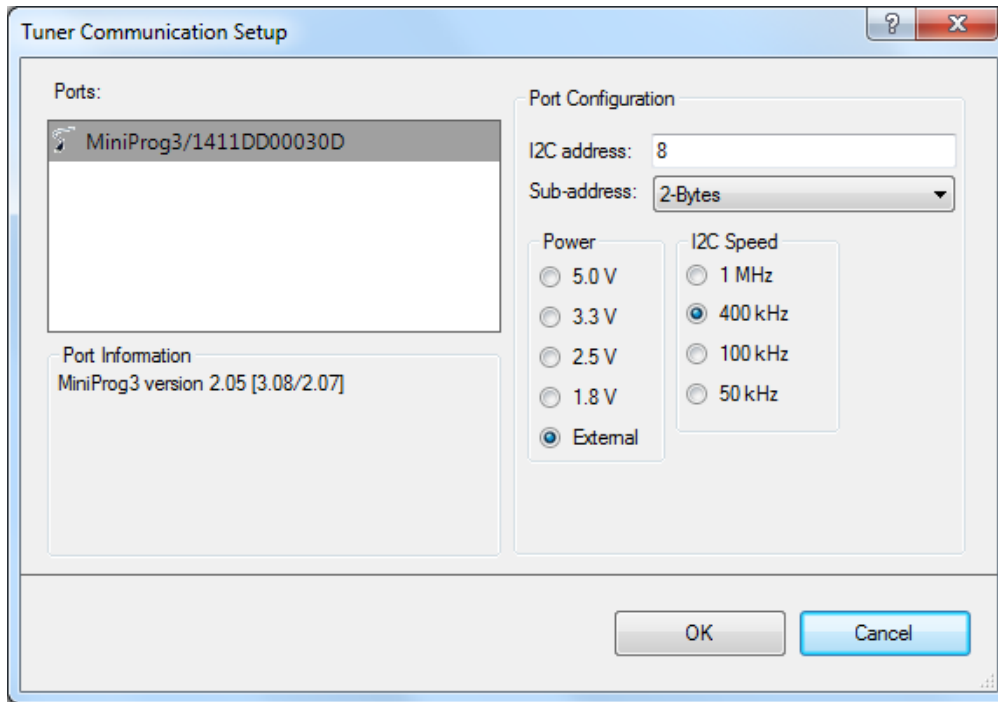 Tuner Communication Setup
Ports:
MiniProg3/1411DD00030D
Port Information
MiniProg3 version 2.05 [3.08/2.07]
Port Configuration
I2C address: 8
Sub-address: 2-Bytes
Power
5.0 V
3.3 V
2.5 V
1.8 V
External
I2C Speed
1 MHz
400 kHz
100 kHz
50 kHz
OK
Cancel